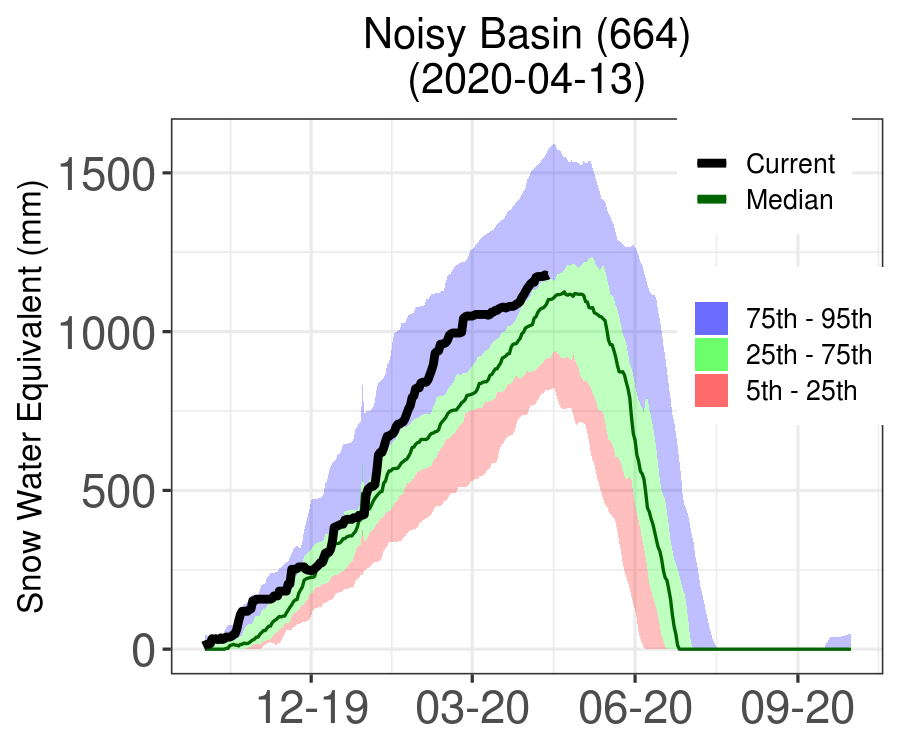 Noisy Basin (664)
(2020-04-13)
Snow Water Equivalent (mm)
1500
1000
500
0
12-19
03-20
06-20
09-20
Current
Median
75th - 95th
25th - 75th
5th - 25th